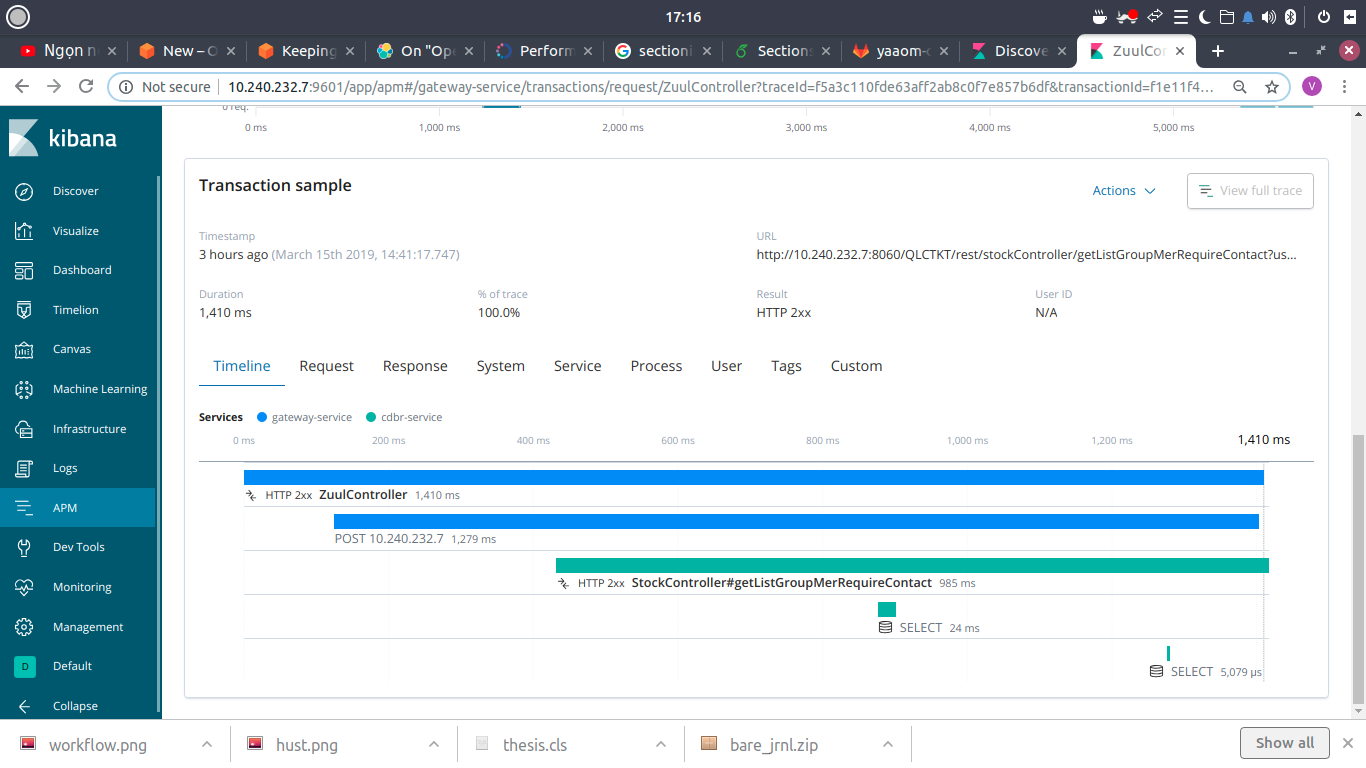 17:16
Ngọn n
New – O
Keeping
On "Ope
Perform
sectioni
Sections
yaaom-c
Discove
ZuulCon
Not secure
10.240.232.7:9601/app/apm#/gateway-service/transactions/request/ZuulController?traceId=f5a3c110fde63aff2ab8c0f7e857b6df&transactionId=f1e11f4...
V
kibana
Discover
Visualize
Dashboard
Timelion
Canvas
Machine Learning
Infrastructure
Logs
APM
Dev Tools
Monitoring
Management
D Default
Collapse
0 req.
0 ms 1,000 ms 2,000 ms 3,000 ms 4,000 ms 5,000 ms
Transaction sample
Actions
View full trace
Timestamp
3 hours ago (March 15th 2019, 14:41:17.747)
URL
http://10.240.232.7:8060/QLCTKT/rest/stockController/getListGroupMerRequireContact?us...
Duration
1,410 ms
% of trace
100.0%
Result
HTTP 2xx
User ID
N/A
Timeline Request Response System Service Process User Tags Custom
Services gateway-service cdbr-service
0 ms 200 ms 400 ms 600 ms 800 ms 1,000 ms 1,200 ms 1,410 ms
HTTP 2xx ZuulController 1,410 ms
POST 10.240.232.7 1,279 ms
HTTP 2xx StockController#getListGroupMerRequireContact 985 ms
SELECT 24 ms
SELECT 5,079 µs
workflow.png
hust.png
thesis.cls
bare_jrnl.zip
Show all